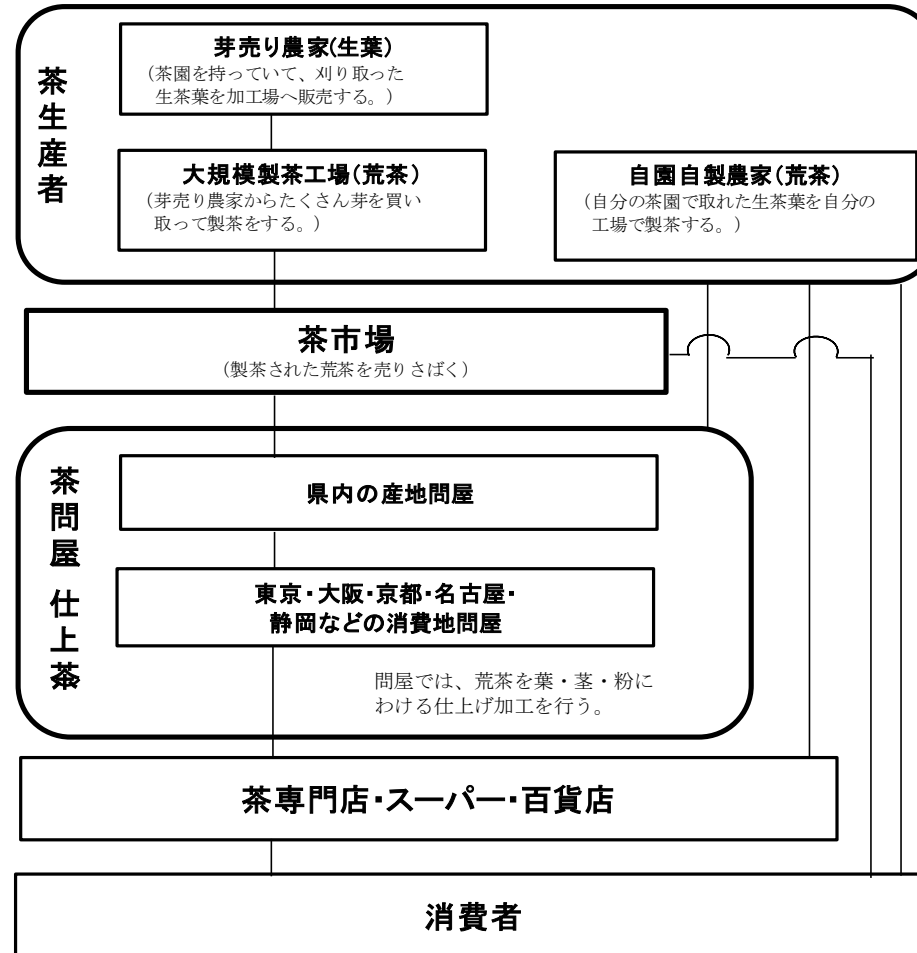 茶生産者
芽売り農家(生葉)
(茶園を持っていて、刈り取った
生茶葉を加工場へ販売する。)
大規模製茶工場(荒茶)
(芽売り農家からたくさん芽を買い
取って製茶をする。)
自園自製農家(荒茶)
(自分の茶園で取れた生茶葉を自分の
工場で製茶する。)
茶市場
(製茶された荒茶を売りさばく)
茶問屋 仕上茶
県内の産地問屋
東京・大阪・京都・名古屋・
静岡などの消費地問屋
問屋では、荒茶を葉・茎・粉に
わける仕上げ加工を行う。
茶専門店・スーパー・百貨店
消費者